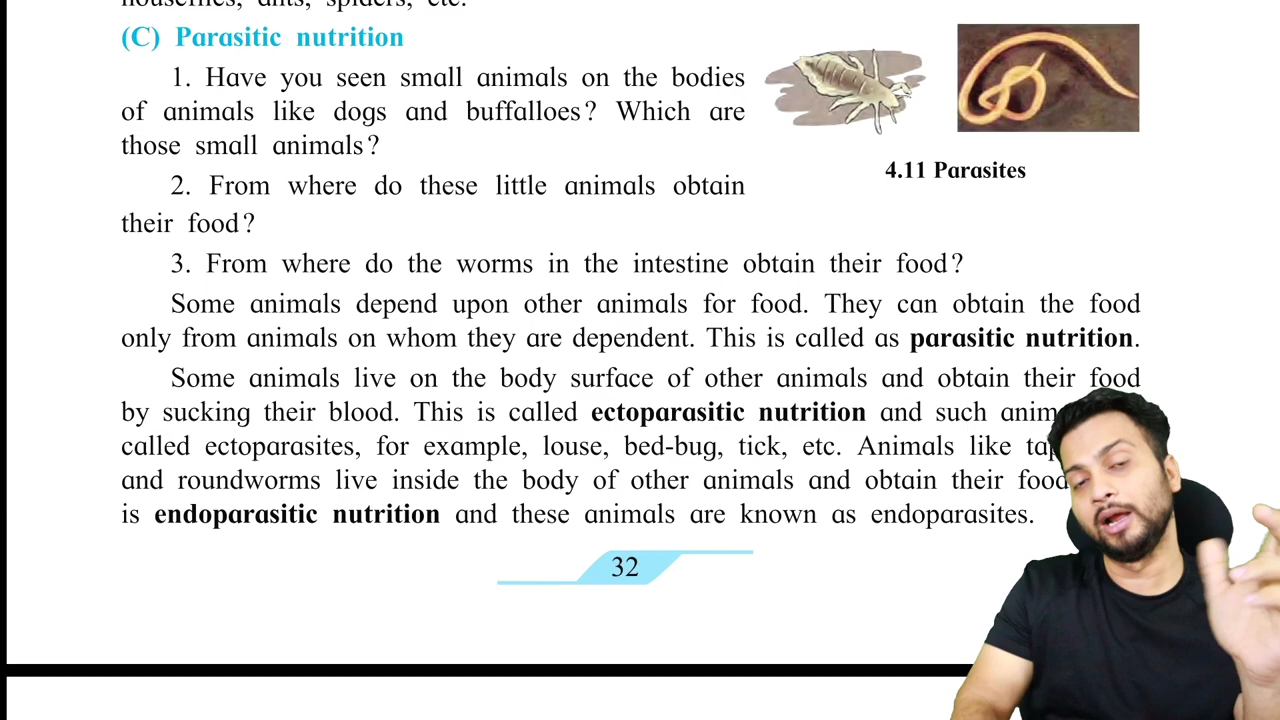 houseflies, ants, spiders, etc.
(C) Parasitic nutrition
1. Have you seen small animals on the bodies
of animals like dogs and buffalloes? Which are
those small animals?
4.11 Parasites
2. From where do these little animals obtain
their food?
3. From where do the worms in the intestine obtain their food?
Some animals depend upon other animals for food. They can obtain the food
only from animals on whom they are dependent. This is called as parasitic nutrition.
Some animals live on the body surface of other animals and obtain their food
by sucking their blood. This is called ectoparasitic nutrition and such
called ectoparasites, for example, louse, bed-bug, tick, etc. Animals like
and roundworms live inside the body of other animals and obtain their food
is endoparasitic nutrition and these animals are known as endoparasites.
32